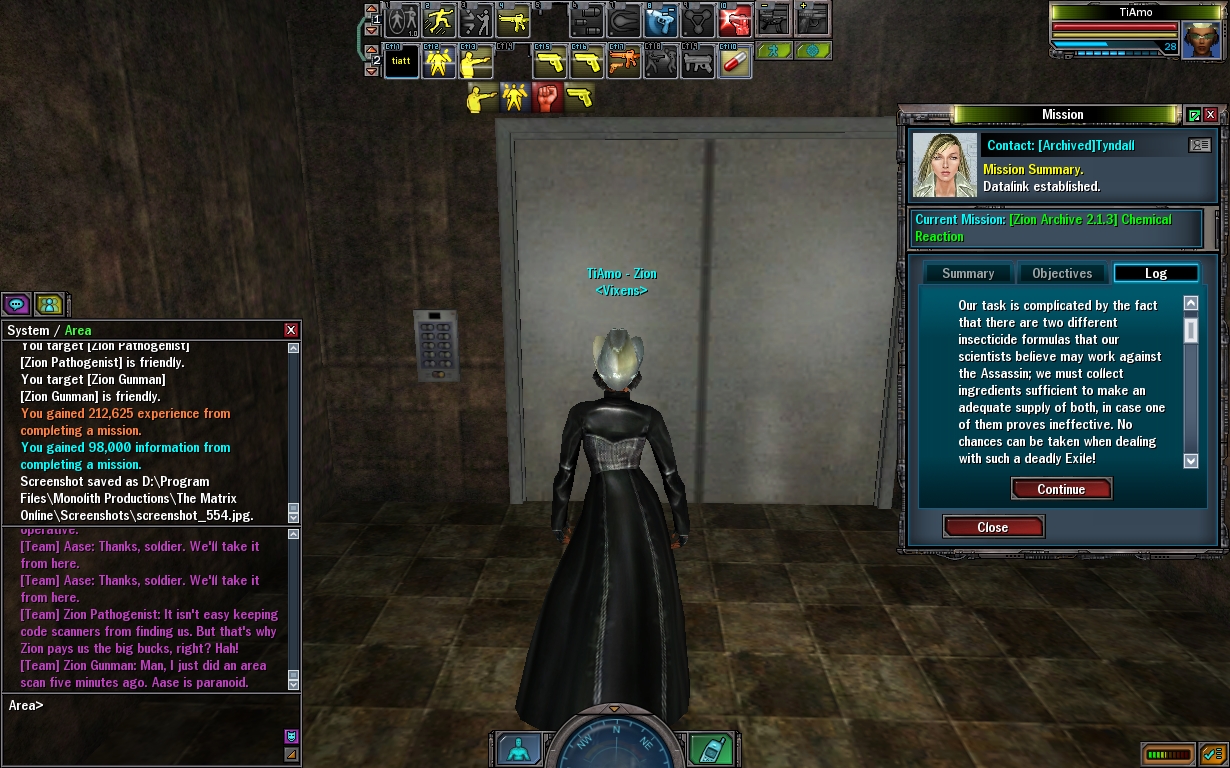 TiAmo
28
1
2
tiatt
Mission
Contact: [Archived]Tyndall
Mission Summary.
Datalink established.
Current Mission: [Zion Archive 2.1.3] Chemical
Reaction
Summary
Objectives
Log
Our task is complicated by the fact
that there are two different
insecticide formulas that our
scientists believe may work against
the Assassin; we must collect
ingredients sufficient to make an
adequate supply of both, in case one
of them proves ineffective. No
chances can be taken when dealing
with such a deadly Exile!
Continue
Close
TiAmo - Zion
<Vixens>
System / Area
You target [Zion Pathogenist]
[Zion Pathogenist] is friendly.
You target [Zion Gunman]
[Zion Gunman] is friendly.
You gained 212,625 experience from
completing a mission.
You gained 98,000 information from
completing a mission.
Screenshot saved as D:\Program
Files\Monolith Productions\The Matrix
Online\Screenshots\screenshot_554.jpg.
operative.
[Team] Aase: Thanks, soldier. We'll take it
from here.
[Team] Aase: Thanks, soldier. We'll take it
from here.
[Team] Zion Pathogenist: It isn't easy keeping
code scanners from finding us. But that's why
Zion pays us the big bucks, right? Hah!
[Team] Zion Gunman: Man, I just did an area
scan five minutes ago. Aase is paranoid.
Area>
NW
N
NE